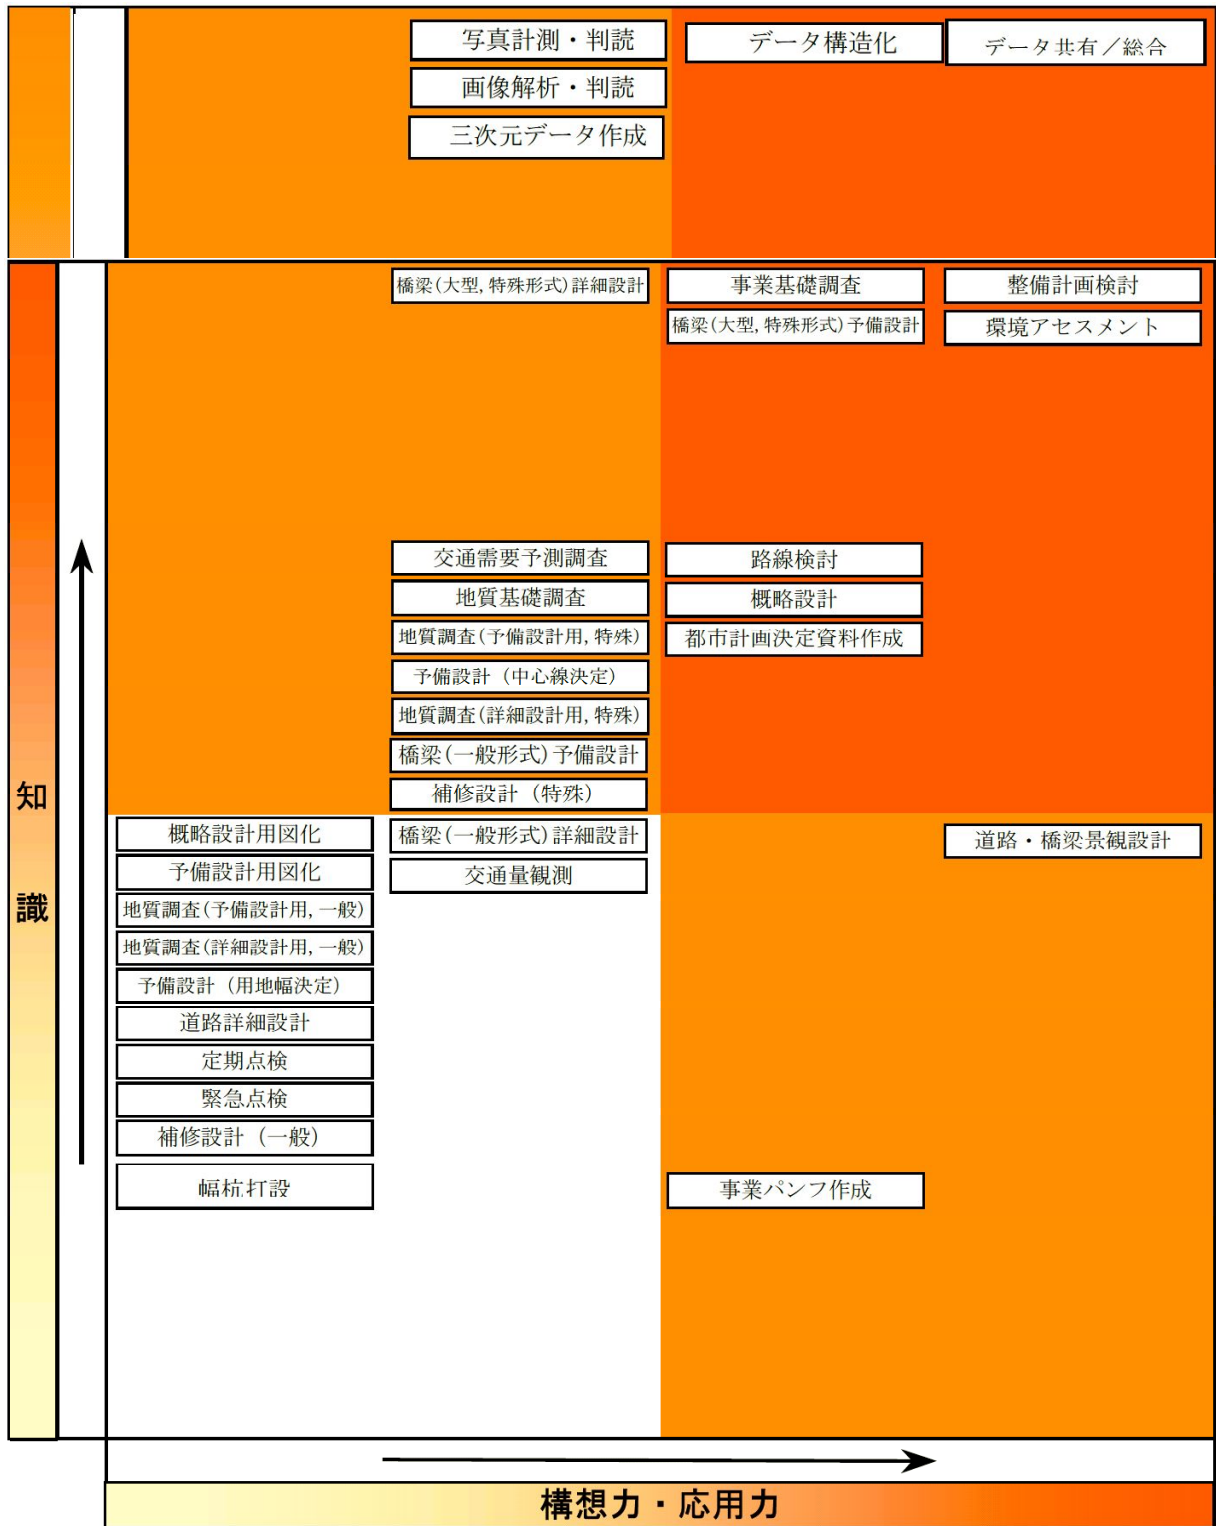 写真計測・判読
データ構造化
データ共有／総合
画像解析・判読
三次元データ作成
橋梁(大型, 特殊形式)詳細設計
事業基礎調査
整備計画検討
橋梁(大型, 特殊形式)予備設計
環境アセスメント
交通需要予測調査
路線検討
地質基礎調査
概略設計
地質調査(予備設計用, 特殊)
都市計画決定資料作成
予備設計（中心線決定）
地質調査(詳細設計用, 特殊)
橋梁(一般形式)予備設計
補修設計（特殊）
概略設計用図化
橋梁(一般形式)詳細設計
道路・橋梁景観設計
予備設計用図化
交通量観測
地質調査(予備設計用, 一般)
地質調査(詳細設計用, 一般)
予備設計（用地幅決定）
道路詳細設計
定期点検
緊急点検
補修設計（一般）
幅杭打設
事業パンフ作成
知識
構想力・応用力